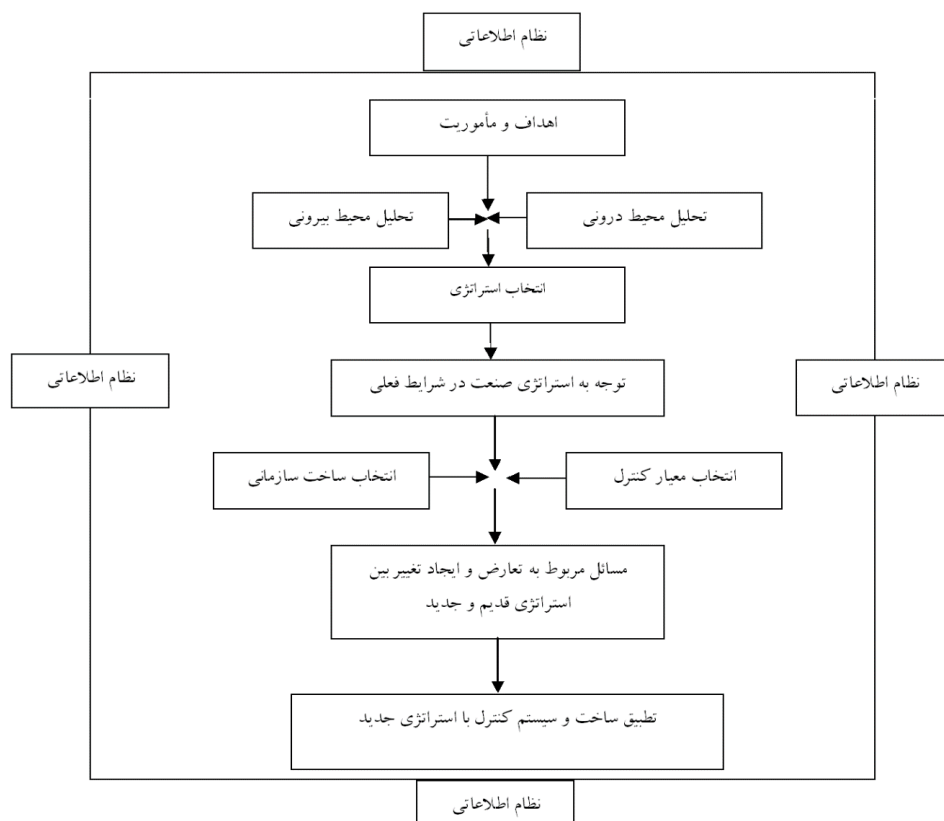 نظام اطلاعاتی
اهداف و مأموریت
تحلیل محیط درونی
تحلیل محیط بیرونی
انتخاب استراتژی
نظام اطلاعاتی
توجه به استراتژی صنعت در شرایط فعلی
نظام اطلاعاتی
انتخاب معیار کنترل
انتخاب ساخت سازمانی
مسائل مربوط به تعارض و ایجاد تغییر بین
استراتژی قدیم و جدید
تطبیق ساخت و سیستم کنترل با استراتژی جدید
نظام اطلاعاتی